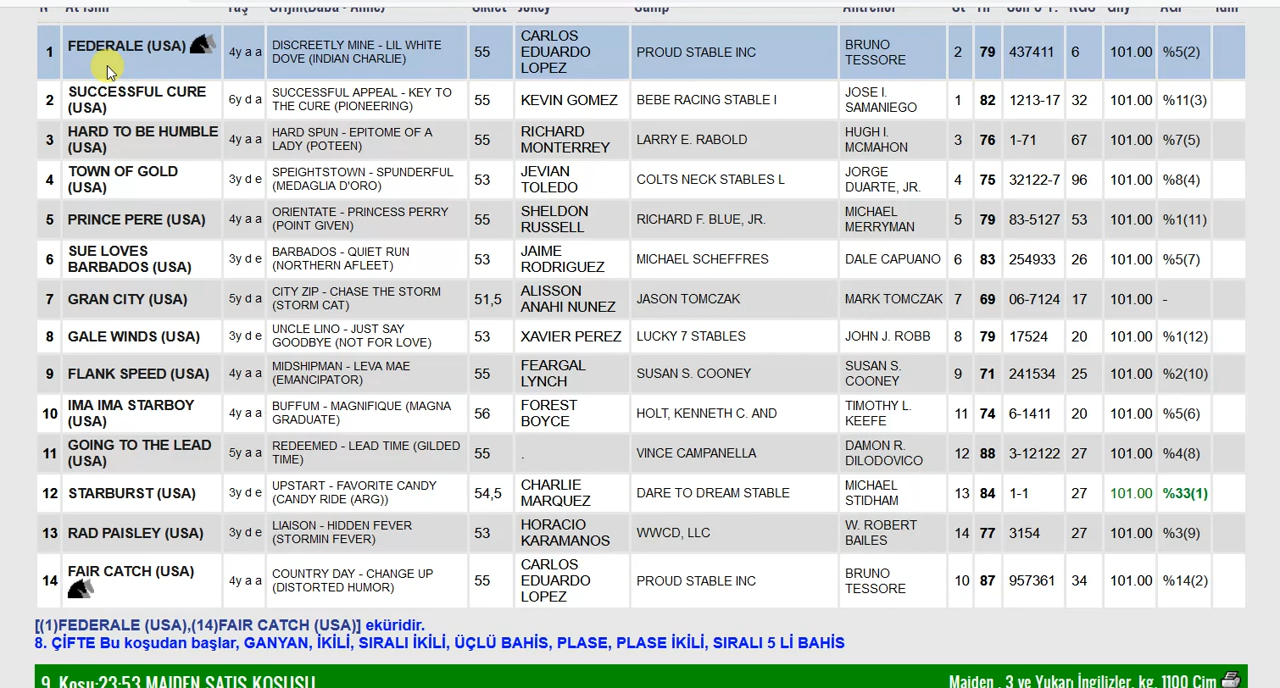 1 FEDERALE (USA) 4y a a DISCREETLY MINE - LIL WHITE DOVE (INDIAN CHARLIE) 55 CARLOS EDUARDO LOPEZ PROUD STABLE INC BRUNO TESSORE 2 79 437411 6 101.00 %5(2)
2 SUCCESSFUL CURE (USA) 6y d a SUCCESSFUL APPEAL - KEY TO THE CURE (PIONEERING) 55 KEVIN GOMEZ BEBE RACING STABLE I JOSE I. SAMANIEGO 1 82 1213-17 32 101.00 %11(3)
3 HARD TO BE HUMBLE (USA) 4y a a HARD SPUN - EPITOME OF A LADY (POTEEN) 55 RICHARD MONTERREY LARRY E. RABOLD HUGH I. MCMAHON 3 76 1-71 67 101.00 %7(5)
4 TOWN OF GOLD (USA) 3y d a SPEIGHTSTOWN - SPUNDERFUL (MEDAGLIA D'ORO) 53 JEVIAN TOLEDO COLTS NECK STABLES L JORGE DUARTE, JR. 4 75 32122-7 96 101.00 %8(4)
5 PRINCE PERE (USA) 4y a a ORIENTATE - PRINCESS PERRY (POINT GIVEN) 55 SHELDON RUSSELL RICHARD F. BLUE, JR. MICHAEL MERRYMAN 5 79 83-5127 53 101.00 %1(11)
6 SUE LOVES BARBADOS (USA) 3y d e BARBADOS - QUIET RUN (NORTHERN AFLEET) 53 JAIME RODRIGUEZ MICHAEL SCHEFFRES DALE CAPUANO 6 83 254933 26 101.00 %5(7)
7 GRAN CITY (USA) 5y d a CITY ZIP - CHASE THE STORM (STORM CAT) 51,5 ALISSON ANAHI NUNEZ JASON TOMCZAK MARK TOMCZAK 7 69 06-7124 17 101.00 -
8 GALE WINDS (USA) 3y d e UNCLE LINO - JUST SAY GOODBYE (NOT FOR LOVE) 53 XAVIER PEREZ LUCKY 7 STABLES JOHN J. ROBB 8 79 17524 20 101.00 %1(12)
9 FLANK SPEED (USA) 4y a a MIDSHIPMAN - LEVA MAE (EMANCIPATOR) 55 FEARGAL LYNCH SUSAN S. COONEY SUSAN S. COONEY 9 71 241534 25 101.00 %2(10)
10 IMA IMA STARBOY (USA) 4y a a BUFFUM - MAGNIFIQUE (MAGNA GRADUATE) 56 FOREST BOYCE HOLT, KENNETH C. AND TIMOTHY L. KEEFE 11 74 6-1411 20 101.00 %5(6)
11 GOING TO THE LEAD (USA) 5y a a REDEEMED - LEAD TIME (GILDED TIME) 55 . VINCE CAMPANELLA DAMON R. DILODOVICO 12 88 3-12122 27 101.00 %4(8)
12 STARBURST (USA) 3y d e UPSTART - FAVORITE CANDY (CANDY RIDE (ARG)) 54,5 CHARLIE MARQUEZ DARE TO DREAM STABLE MICHAEL STIDHAM 13 84 1-1 27 101.00 %33(1)
13 RAD PAISLEY (USA) 3y d e LIAISON - HIDDEN FEVER (STORMIN FEVER) 53 HORACIO KARAMANOS WWCD, LLC W. ROBERT BAILES 14 77 3154 27 101.00 %3(9)
14 FAIR CATCH (USA) 4y a a COUNTRY DAY - CHANGE UP (DISTORTED HUMOR) 55 CARLOS EDUARDO LOPEZ PROUD STABLE INC BRUNO TESSORE 10 87 957361 34 101.00 %14(2)
[(1)FEDERALE (USA),(14)FAIR CATCH (USA)] eküridir.
8. ÇİFTE Bu koşudan başlar, GANYAN, İKİLİ, SIRALI İKİLİ, ÜÇLÜ BAHİS, PLASE, PLASE İKİLİ, SIRALI 5 Lİ BAHİS
9. Koşu:23:53 MAIDEN SATIŞ KOŞUSU Maiden , 3 ve Yukarı İngilizler, kg, 1100 Çim